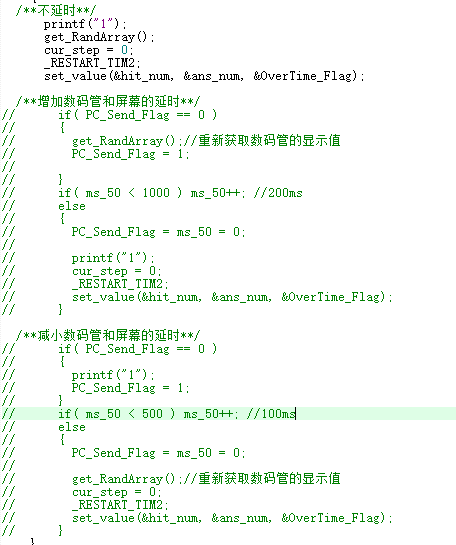 {
/**不延时**/
printf("1");
get_RandArray();
cur_step = 0;
_RESTART_TIM2;
set_value(&hit_num, &ans_num, &OverTime_Flag);
/**增加数码管和屏幕的延时**/
// if( PC_Send_Flag == 0 )
// {
// get_RandArray();//重新获取数码管的显示值
// PC_Send_Flag = 1;
//
// }
// if( ms_50 < 1000 ) ms_50++; //200ms
// else
// {
// PC_Send_Flag = ms_50 = 0;
//
// printf("1");
// cur_step = 0;
// _RESTART_TIM2;
// set_value(&hit_num, &ans_num, &OverTime_Flag);
// }
/**减小数码管和屏幕的延时**/
// if( PC_Send_Flag == 0 )
// {
// printf("1");
// PC_Send_Flag = 1;
// }
// if( ms_50 < 500 ) ms_50++; //100ms
// else
// {
// PC_Send_Flag = ms_50 = 0;
//
// get_RandArray();//重新获取数码管的显示值
// cur_step = 0;
// _RESTART_TIM2;
// set_value(&hit_num, &ans_num, &OverTime_Flag);
// }
}